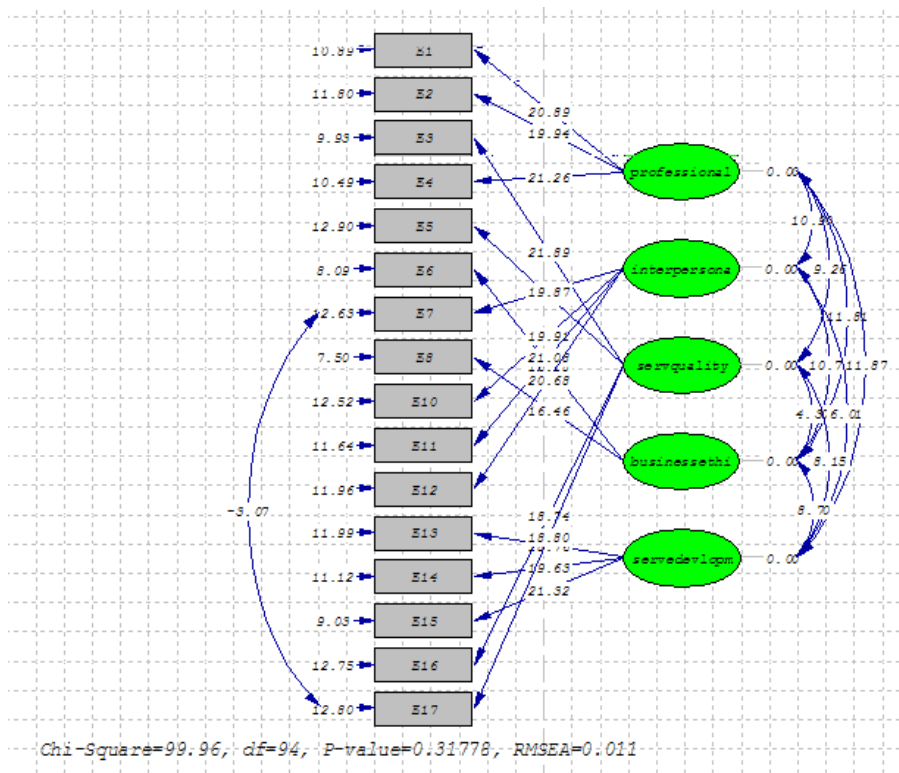 10.89 E1
11.80 E2
20.89
19.94
9.93 E3
professional 0.00
10.49 E4
21.26
12.90 E5
21.89
9.26
8.09 E6
interpersona 0.00
19.87
12.63 E7
11.81
19.92
7.50 E8
21.08
servquality 0.00
11.87
20.68
12.52 E10
16.46
6.01
11.64 E11
businessethi 0.00
8.15
11.96 E12
-3.07
18.74
8.70
11.99 E13
18.80
servedevlopm 0.00
11.12 E14
19.63
21.32
9.03 E15
12.75 E16
12.80 E17
Chi-Square=99.96, df=94, P-value=0.31778, RMSEA=0.011